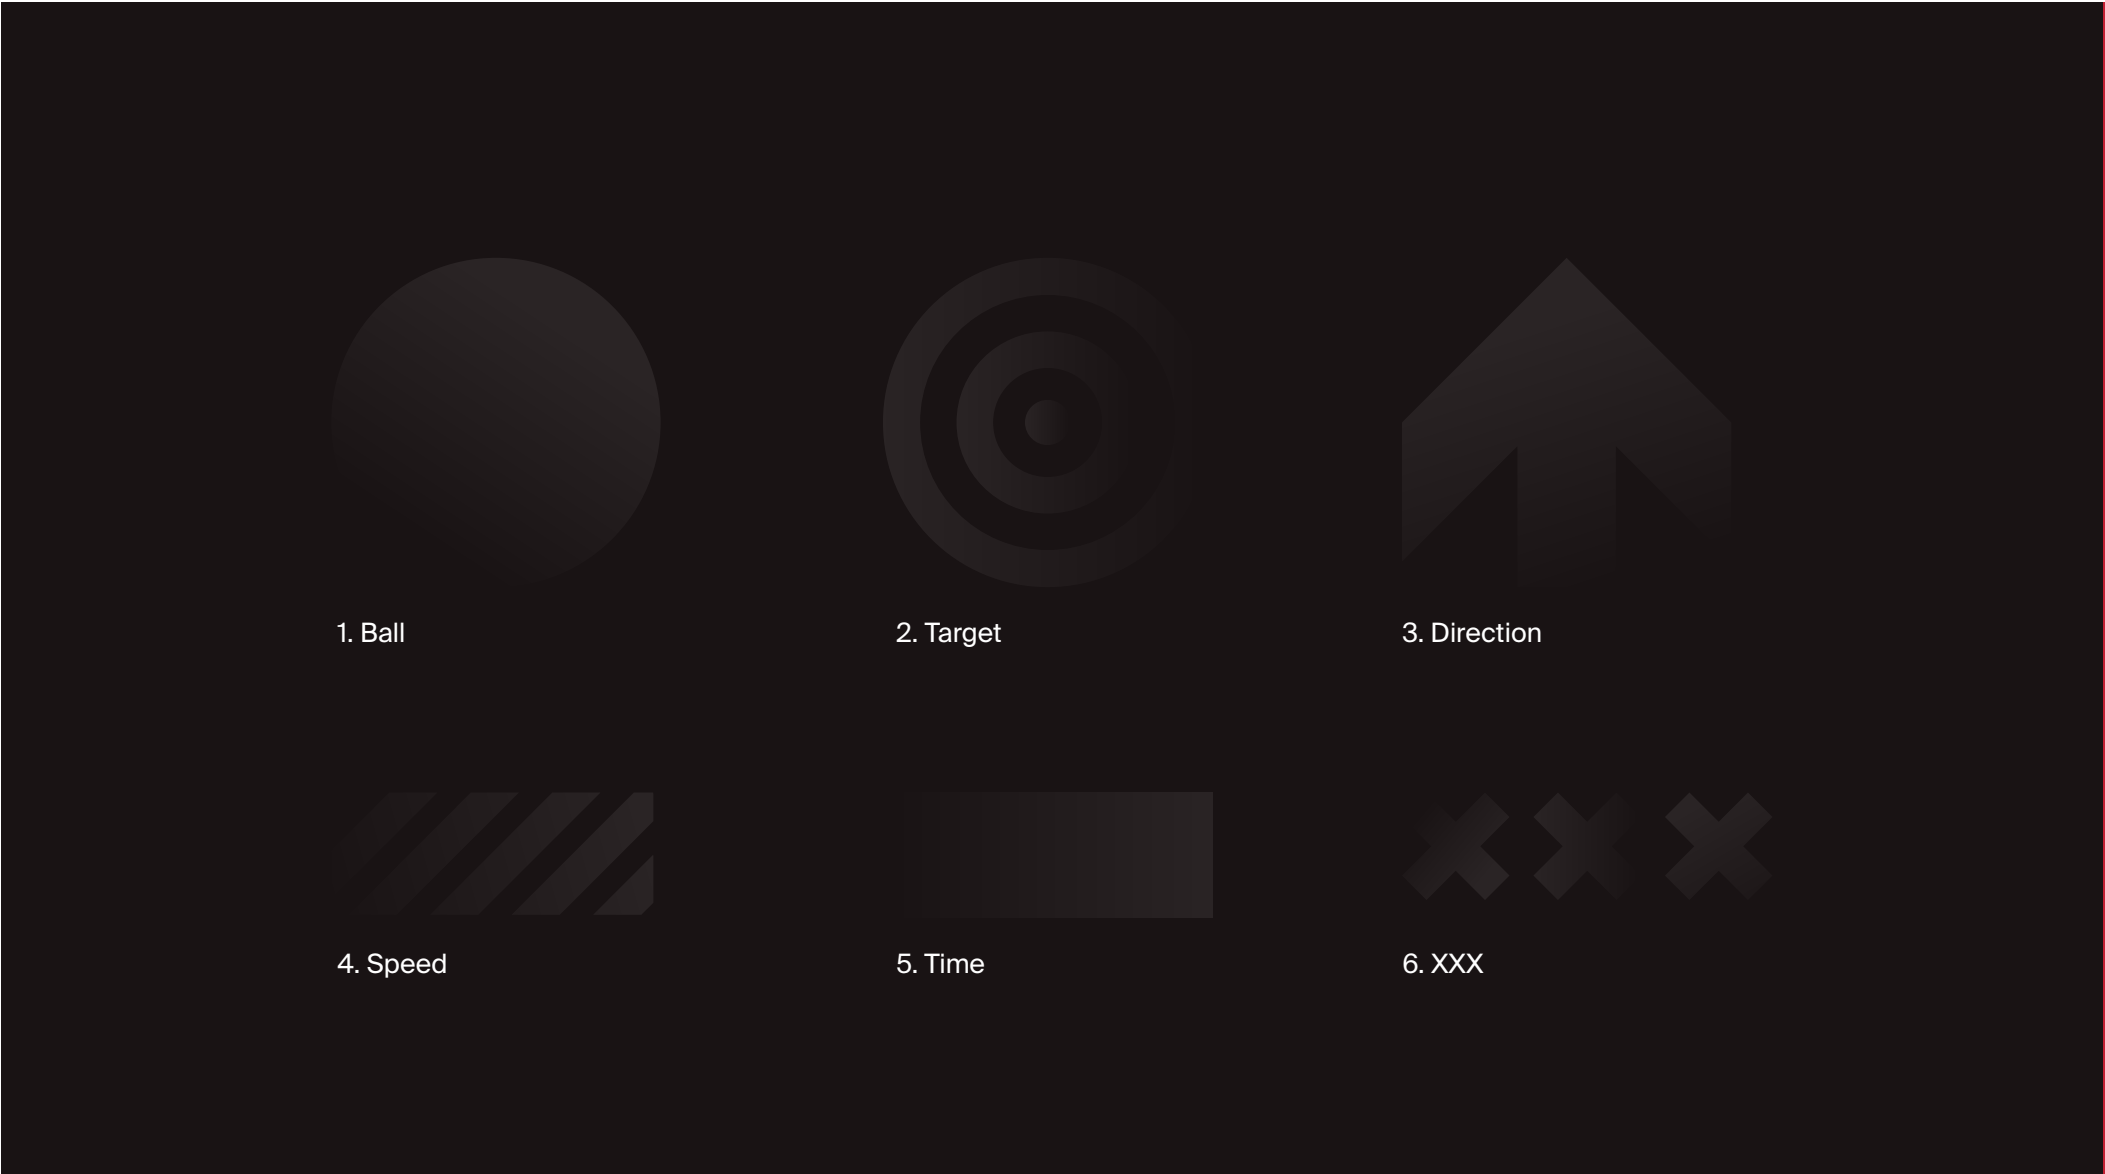 1. Ball
2. Target
3. Direction
4. Speed
5. Time
6. XXX